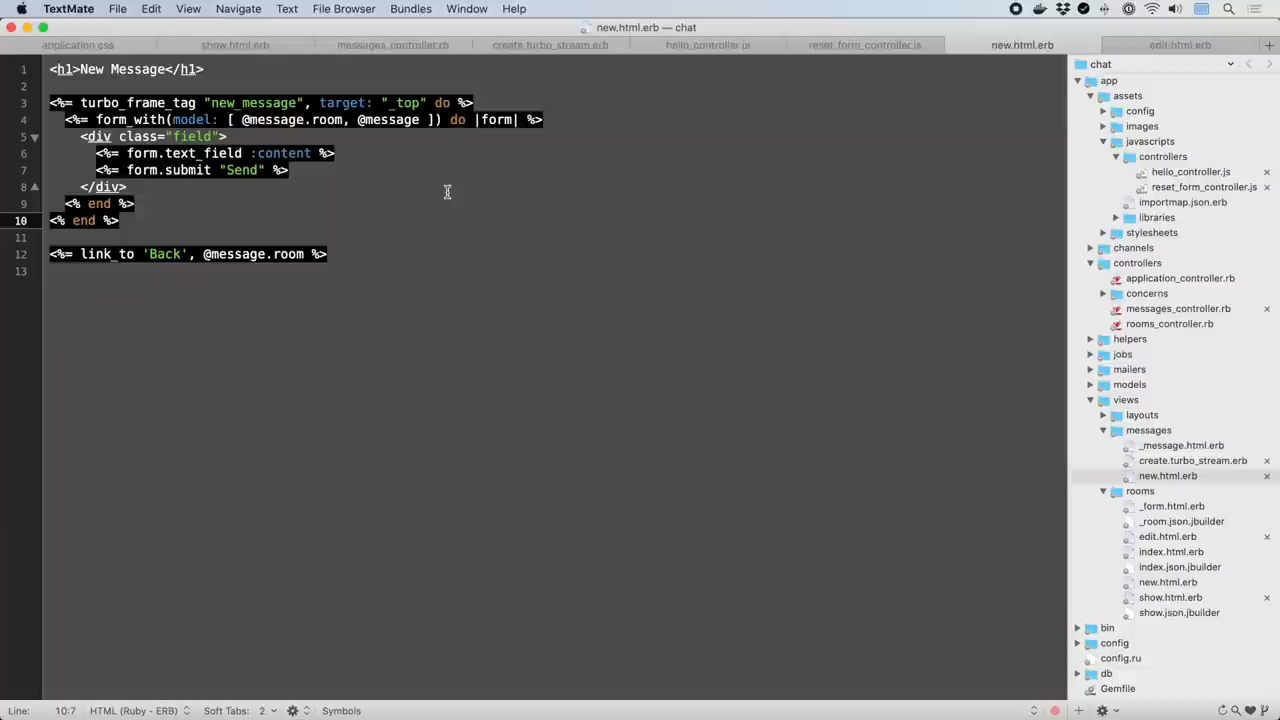 TextMate File Edit View Navigate Text File Browser Bundles Window Help
new.html.erb — chat
application.css show.html.erb messages_controller.rb create.turbo_stream.erb hello_controller.js reset_form_controller.js new.html.erb edit.html.erb
1 <h1>New Message</h1>
2
3 <%= turbo_frame_tag "new_message", target: "_top" do %>
4 <%= form_with(model: [ @message.room, @message ]) do |form| %>
5 <div class="field">
6 <%= form.text_field :content %>
7 <%= form.submit "Send" %>
8 </div>
9 <% end %>
10 <% end %>
11
12 <%= link_to 'Back', @message.room %>
13
chat
app
assets
config
images
javascripts
controllers
hello_controller.js
reset_form_controller.js
importmap.json.erb
libraries
stylesheets
channels
controllers
application_controller.rb
concerns
messages_controller.rb
rooms_controller.rb
helpers
jobs
mailers
models
views
layouts
messages
_message.html.erb
create.turbo_stream.erb
new.html.erb
rooms
_form.html.erb
_room.json.jbuilder
edit.html.erb
index.html.erb
index.json.jbuilder
new.html.erb
show.html.erb
show.json.jbuilder
bin
config
config.ru
db
Gemfile
Line: 10:7 HTML (Ruby - ERB) Soft Tabs: 2 Symbols